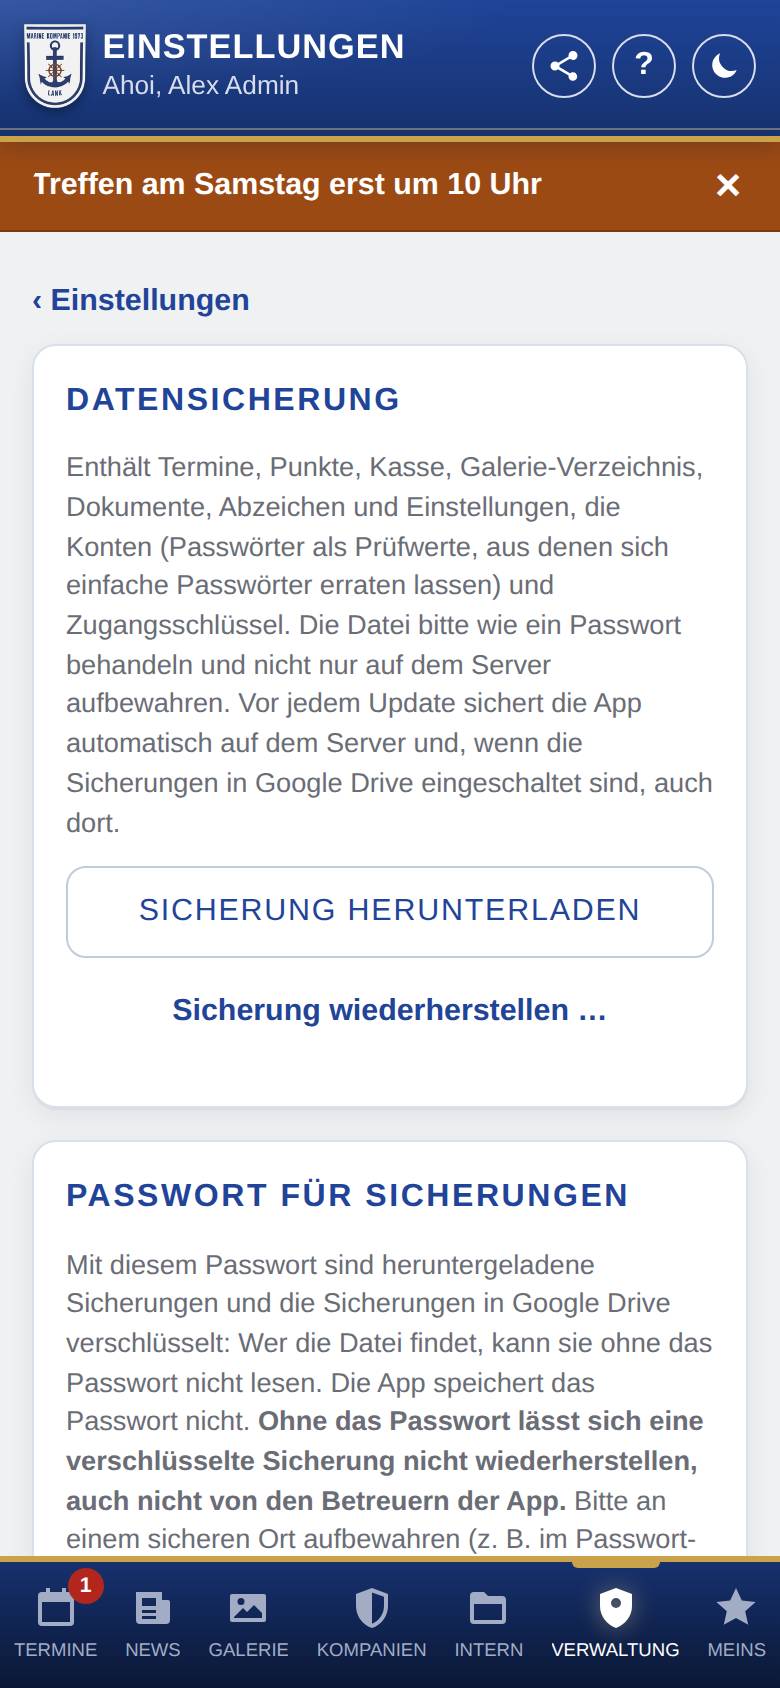 MARINE KOMPANIE 1973
LANK
EINSTELLUNGEN
Ahoi, Alex Admin
?
Treffen am Samstag erst um 10 Uhr
×
‹ Einstellungen
DATENSICHERUNG
Enthält Termine, Punkte, Kasse, Galerie-Verzeichnis,
Dokumente, Abzeichen und Einstellungen, die
Konten (Passwörter als Prüfwerte, aus denen sich
einfache Passwörter erraten lassen) und
Zugangsschlüssel. Die Datei bitte wie ein Passwort
behandeln und nicht nur auf dem Server
aufbewahren. Vor jedem Update sichert die App
automatisch auf dem Server und, wenn die
Sicherungen in Google Drive eingeschaltet sind, auch
dort.
SICHERUNG HERUNTERLADEN
Sicherung wiederherstellen …
PASSWORT FÜR SICHERUNGEN
Mit diesem Passwort sind heruntergeladene
Sicherungen und die Sicherungen in Google Drive
verschlüsselt: Wer die Datei findet, kann sie ohne das
Passwort nicht lesen. Die App speichert das
Passwort nicht. Ohne das Passwort lässt sich eine
verschlüsselte Sicherung nicht wiederherstellen,
auch nicht von den Betreuern der App. Bitte an
einem sicheren Ort aufbewahren (z. B. im Passwort-
1
TERMINE
NEWS
GALERIE
KOMPANIEN
INTERN
VERWALTUNG
MEINS